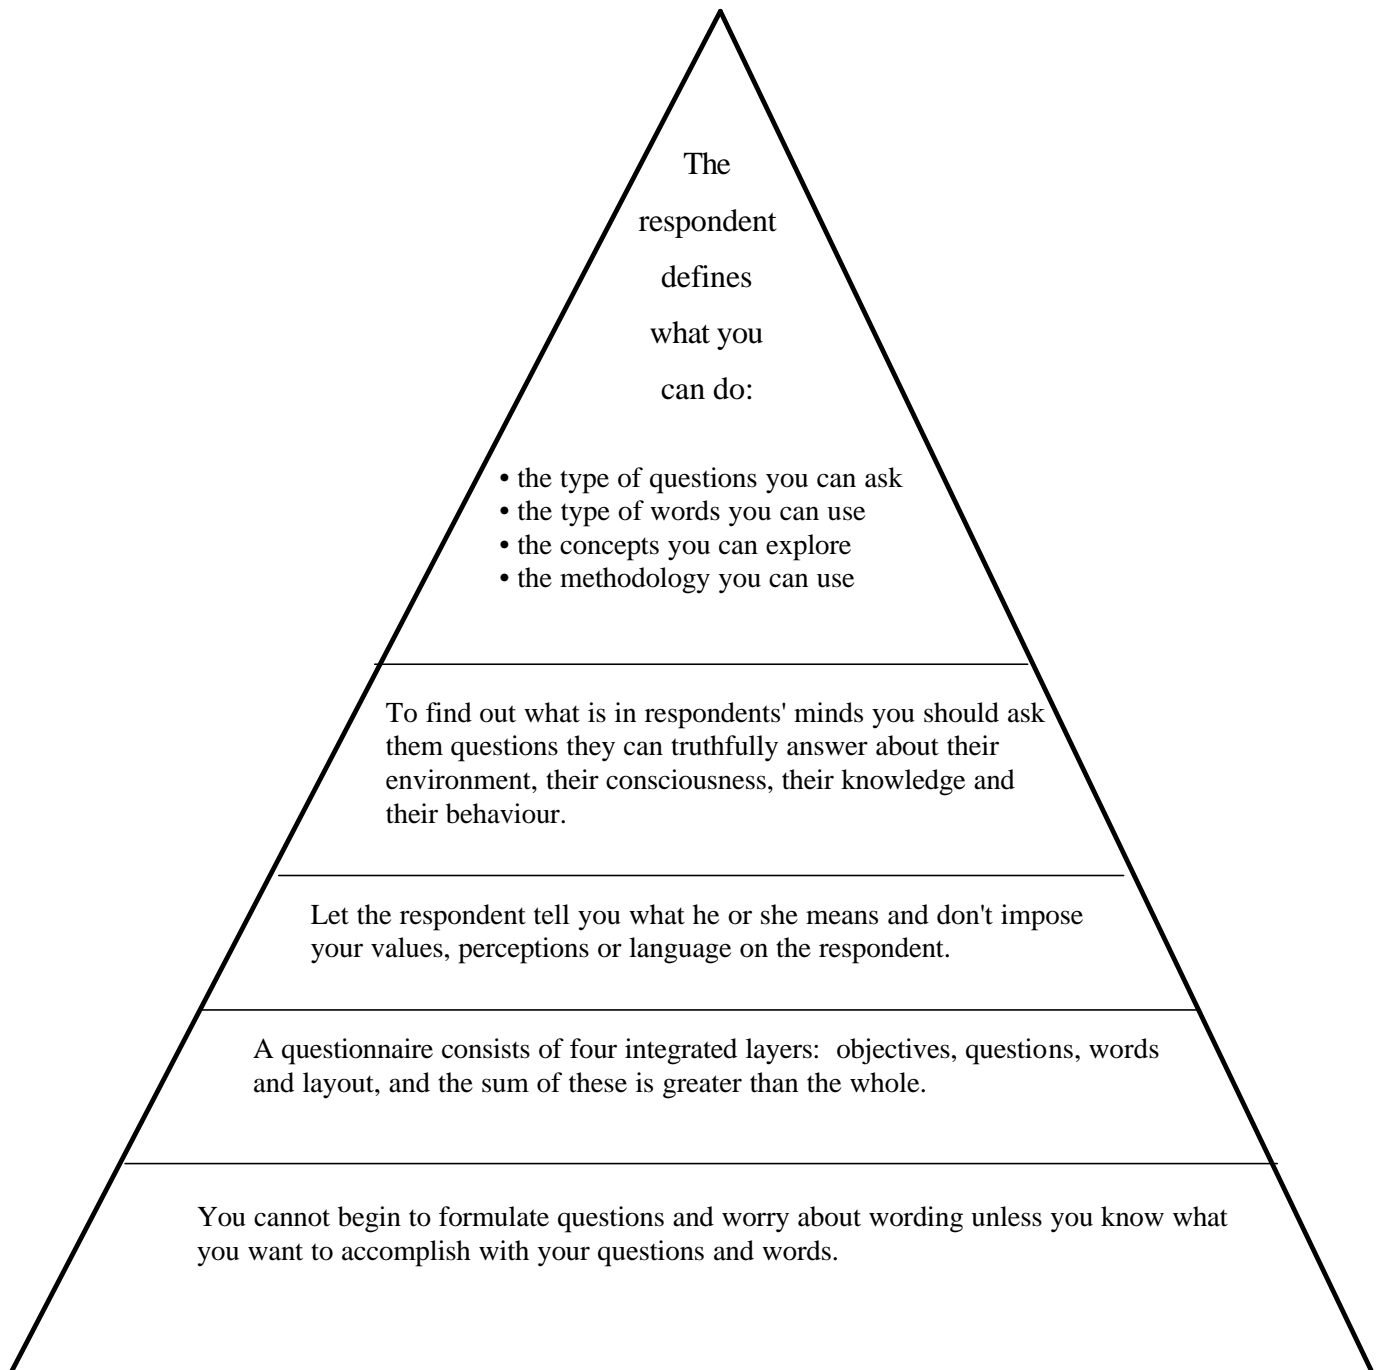 The
respondent
defines
what you
can do:
• the type of questions you can ask
• the type of words you can use
• the concepts you can explore
• the methodology you can use
To find out what is in respondents' minds you should ask
them questions they can truthfully answer about their
environment, their consciousness, their knowledge and
their behaviour.
Let the respondent tell you what he or she means and don't impose
your values, perceptions or language on the respondent.
A questionnaire consists of four integrated layers:  objectives, questions, words
and layout, and the sum of these is greater than the whole.
You cannot begin to formulate questions and worry about wording unless you know what
you want to accomplish with your questions and words.